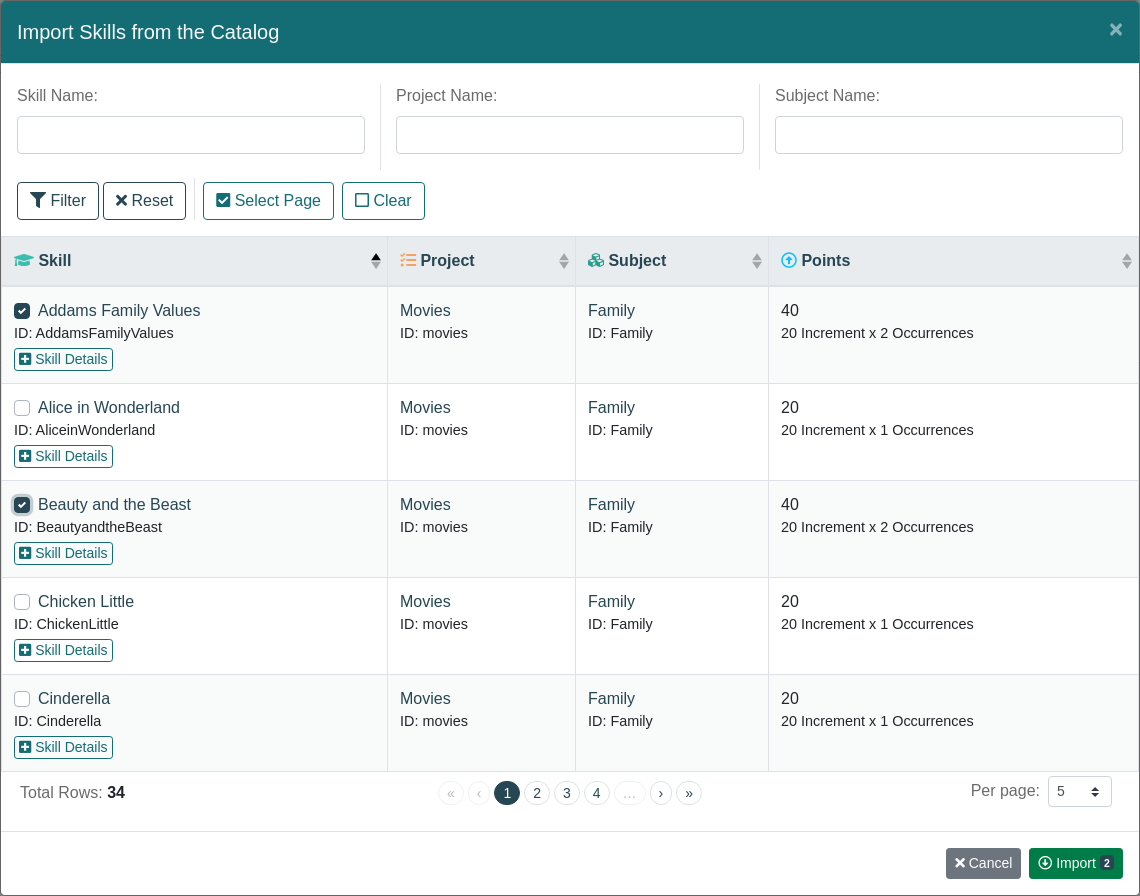 Import Skills from the Catalog ×
Skill Name: Project Name: Subject Name:
Filter Reset Select Page Clear
Skill Project Subject Points
Addams Family Values Movies Family 40
ID: AddamsFamilyValues ID: movies ID: Family 20 Increment x 2 Occurrences
Skill Details
Alice in Wonderland Movies Family 20
ID: AliceinWonderland ID: movies ID: Family 20 Increment x 1 Occurrences
Skill Details
Beauty and the Beast Movies Family 40
ID: BeautyandtheBeast ID: movies ID: Family 20 Increment x 2 Occurrences
Skill Details
Chicken Little Movies Family 20
ID: ChickenLittle ID: movies ID: Family 20 Increment x 1 Occurrences
Skill Details
Cinderella Movies Family 20
ID: Cinderella ID: movies ID: Family 20 Increment x 1 Occurrences
Skill Details
Total Rows: 34 « ‹ 1 2 3 4 … › » Per page: 5
Cancel Import 2